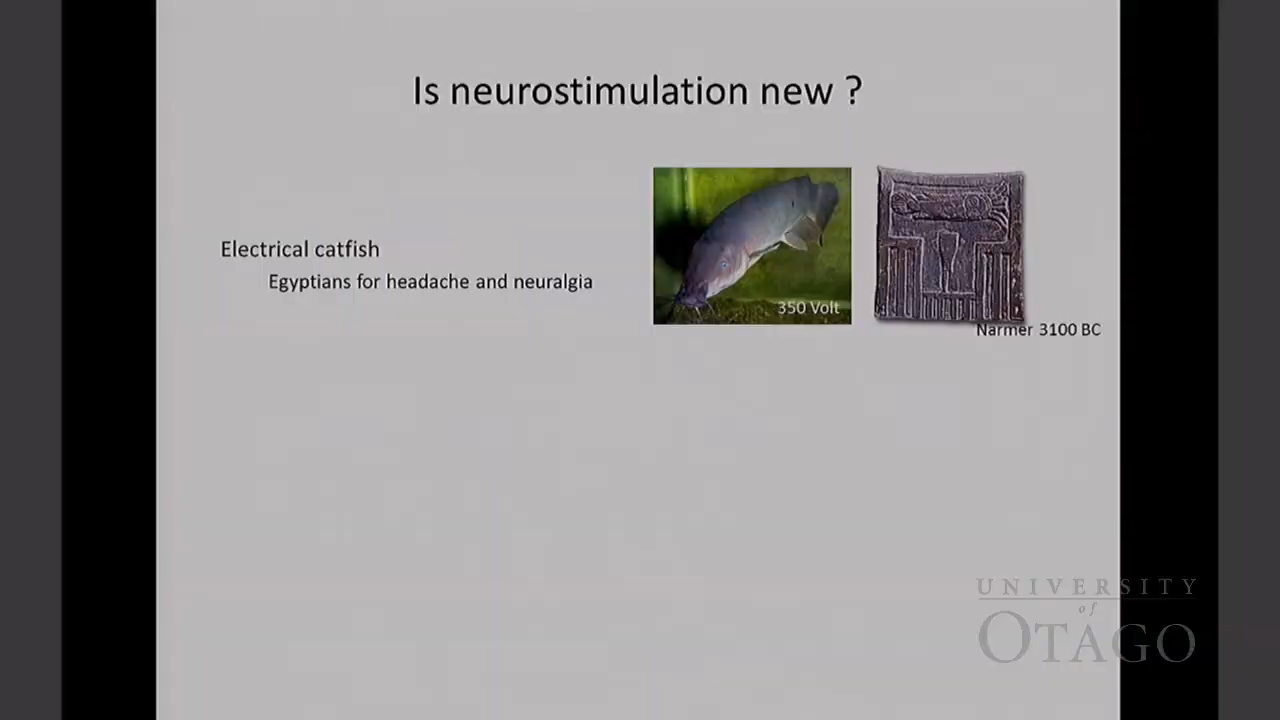 Is neurostimulation new ?
Electrical catfish
Egyptians for headache and neuralgia
350 Volt
Narmer 3100 BC
UNIVERSITY
of
OTAGO